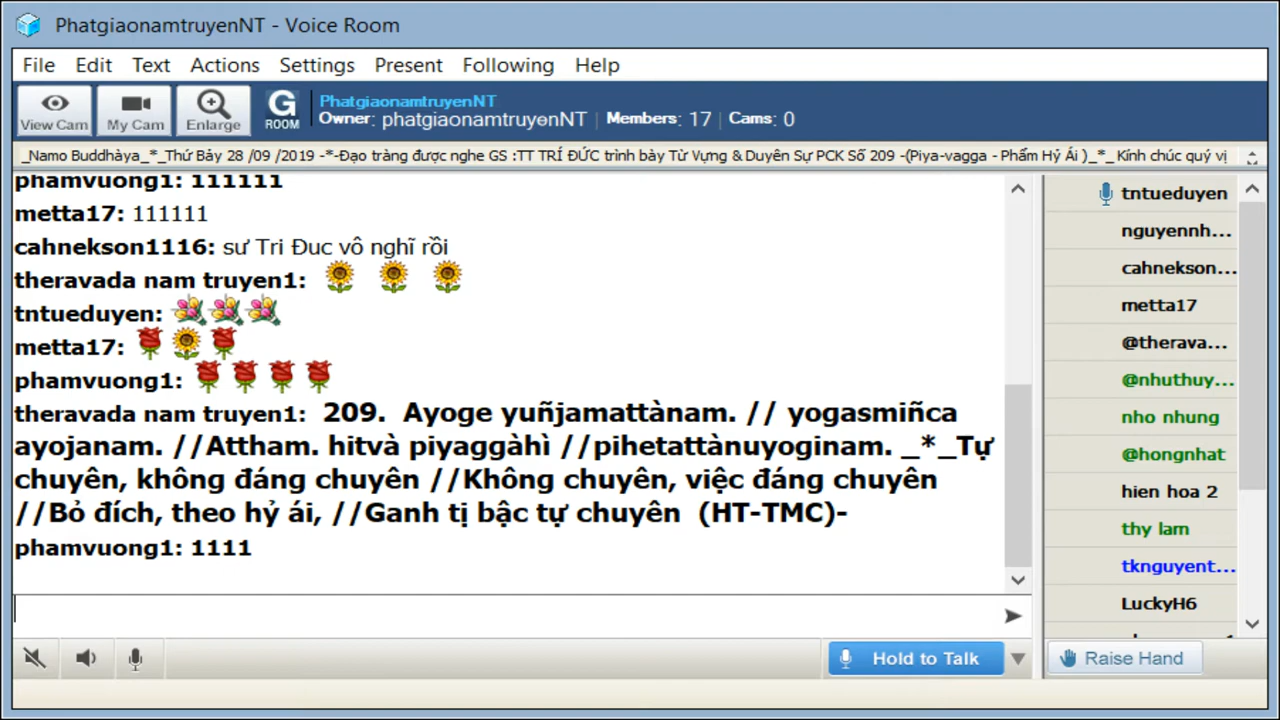 PhatgiaonamtruyenNT - Voice Room
File Edit Text Actions Settings Present Following Help
View Cam My Cam Enlarge G ROOM
PhatgiaonamtruyenNT
Owner: phatgiaonamtruyenNT | Members: 17 | Cams: 0
_Namo Buddhàya_*_Thứ Bảy 28 /09 /2019 -*-Đạo tràng được nghe GS :TT TRÍ ĐỨC trình bày Từ Vựng & Duyên Sự PCK Số 209 -(Piya-vagga - Phẩm Hỷ Ái )_*_ Kính chúc quý vị
phamvuong1: 111111
metta17: 111111
cahnekson1116: sư Tri Đuc vô nghĩ rồi
theravada nam truyen1:
tntueduyen:
metta17:
phamvuong1:
theravada nam truyen1: 209. Ayoge yuñjamattànam. // yogasmiñca
ayojanam. //Attham. hitvà piyaggàhì //pihetattànuyoginam. _*_Tự
chuyên, không đáng chuyên //Không chuyên, việc đáng chuyên
//Bỏ đích, theo hỷ ái, //Ganh tị bậc tự chuyên (HT-TMC)-
phamvuong1: 1111
tntueduyen
nguyennh...
cahnekson...
metta17
@therava...
@nhuthuy...
nho nhung
@hongnhat
hien hoa 2
thy lam
tknguyent...
LuckyH6
Hold to Talk
Raise Hand